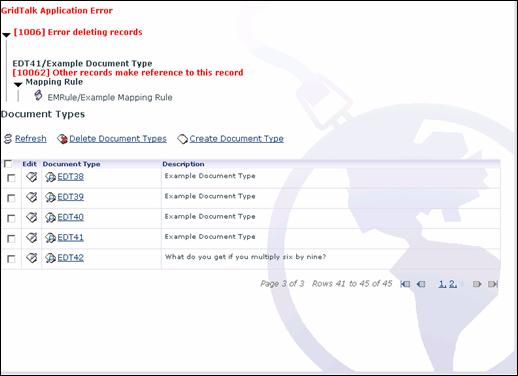 GridTalk Application Error
[1006] Error deleting records
EDT41/Example Document Type
[10062] Other records make reference to this record
Mapping Rule
EMRule/Example Mapping Rule
Document Types
Refresh Delete Document Types Create Document Type
Edit Document Type Description
EDT38 Example Document Type
EDT39 Example Document Type
EDT40 Example Document Type
EDT41 Example Document Type
EDT42 What do you get if you multiply six by nine?
Page 3 of 3 Rows 41 to 45 of 45 1, 2,